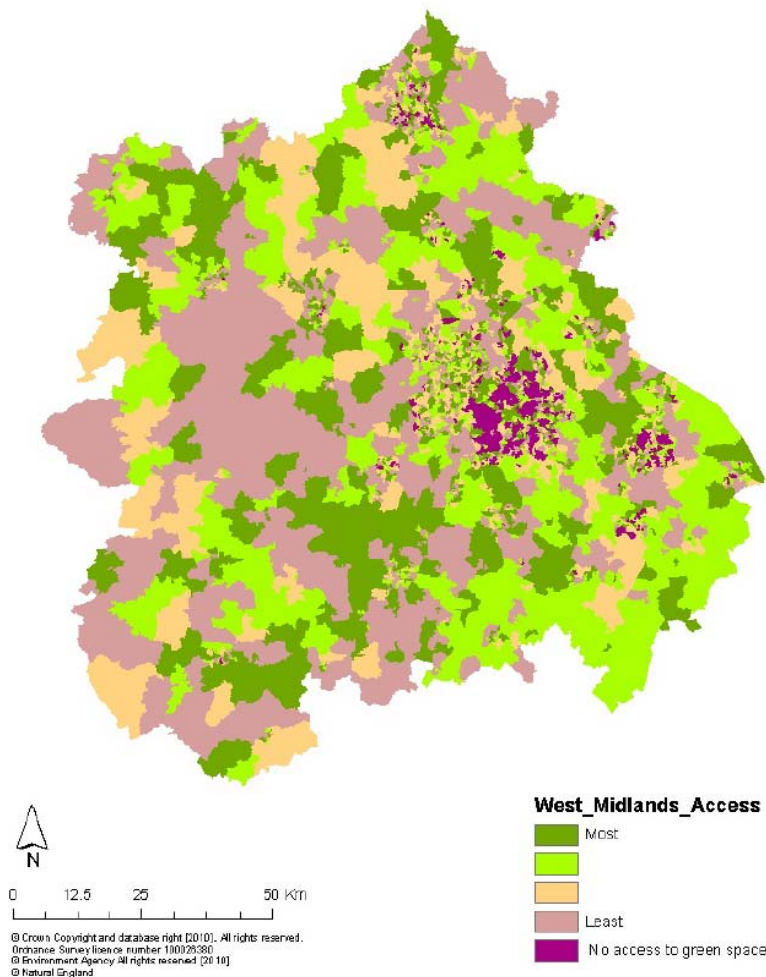 West_Midlands_Access
Most
Least
No access to green space
N
0 12.5 25 50 Km
© Crown Copyright and database right [2010]. All rights reserved.
Ordnance Survey licence number 100026380
© Environment Agency All rights reserved [2010]
© Natural England